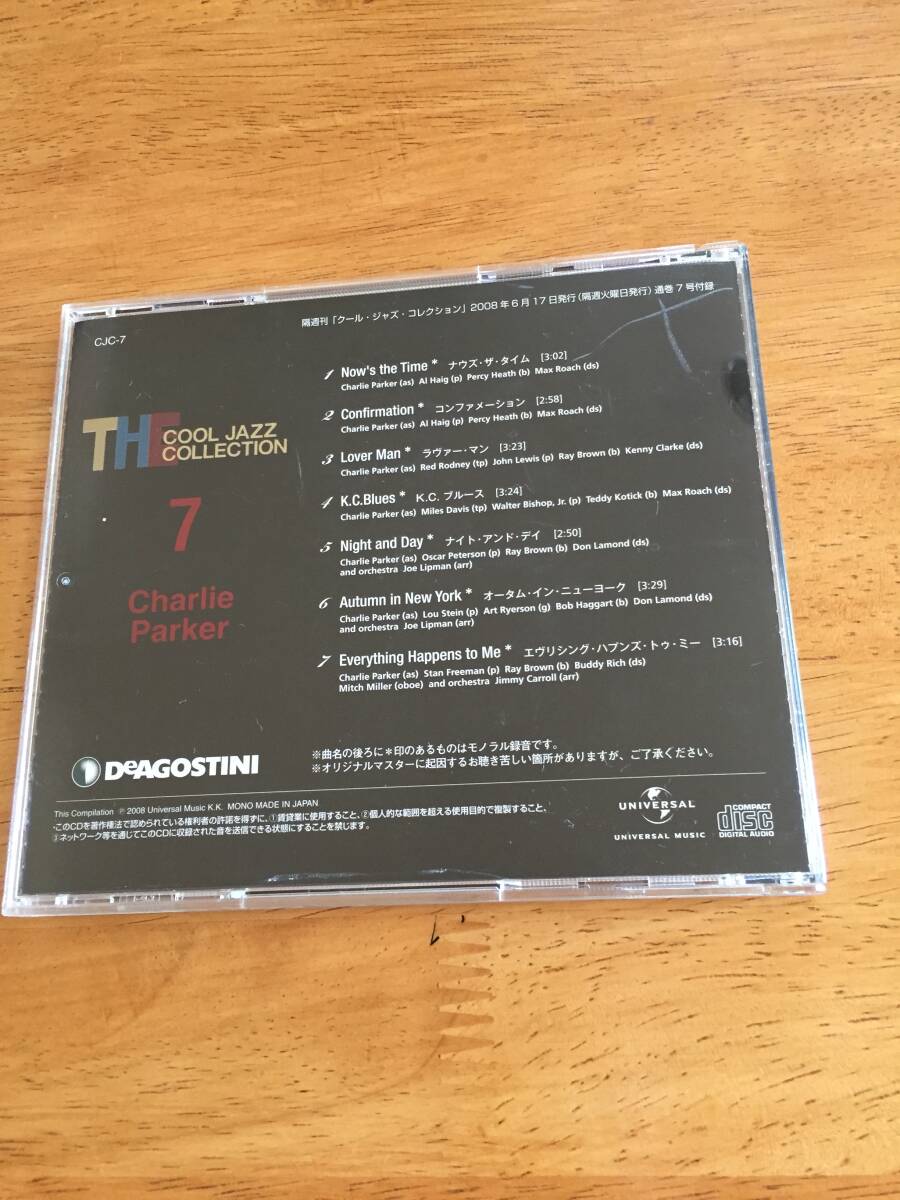 隔週刊「クール・ジャズ・コレクション」2008年6月17日発行(隔週火曜日発行)通巻7号付録
CJC-7
THE COOL JAZZ
COLLECTION
7
Charlie
Parker
1 Now's the Time * ナウズ・ザ・タイム [3:02]
Charlie Parker (as) Al Haig (p) Percy Heath (b) Max Roach (ds)
2 Confirmation * コンファメーション [2:58]
Charlie Parker (as) Al Haig (p) Percy Heath (b) Max Roach (ds)
3 Lover Man * ラヴァー・マン [3:23]
Charlie Parker (as) Red Rodney (tp) John Lewis (p) Ray Brown (b) Kenny Clarke (ds)
4 K.C.Blues * K.C. ブルース [3:24]
Charlie Parker (as) Miles Davis (tp) Walter Bishop, Jr. (p) Teddy Kotick (b) Max Roach (ds)
5 Night and Day * ナイト・アンド・デイ [2:50]
Charlie Parker (as) Oscar Peterson (p) Ray Brown (b) Don Lamond (ds)
and orchestra Joe Lipman (arr)
6 Autumn in New York * オータム・イン・ニューヨーク [3:29]
Charlie Parker (as) Lou Stein (p) Art Ryerson (g) Bob Haggart (b) Don Lamond (ds)
and orchestra Joe Lipman (arr)
7 Everything Happens to Me * エヴリシング・ハプンズ・トゥ・ミー [3:16]
Charlie Parker (as) Stan Freeman (p) Ray Brown (b) Buddy Rich (ds)
Mitch Miller (oboe) and orchestra Jimmy Carroll (arr)
※曲名の後ろに＊印のあるものはモノラル録音です。
※オリジナルマスターに起因するお聴き苦しい箇所がありますが、ご了承ください。
DeAGOSTINI
This Compilation ℗ 2008 Universal Music K.K. MONO MADE IN JAPAN
・このCDを著作権法で認められている権利者の許諾を得ずに、①賃貸業に使用すること、②個人的な範囲を超える使用目的で複製すること、
③ネットワーク等を通じてこのCDに収録された音を送信できる状態にすることを禁じます。
UNIVERSAL
UNIVERSAL MUSIC
COMPACT
disc
DIGITAL AUDIO